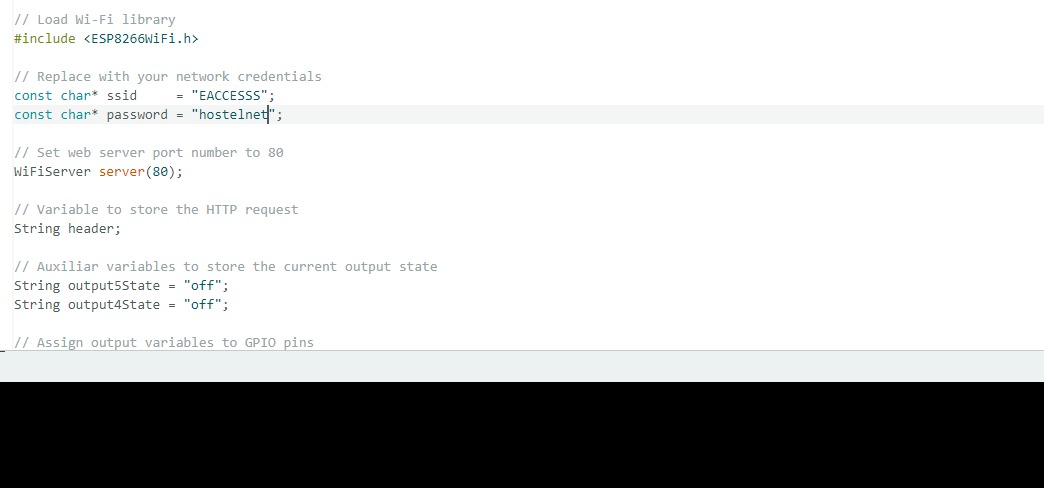 // Load Wi-Fi library
#include <ESP8266WiFi.h>
// Replace with your network credentials
const char* ssid     = "EACCESSS";
const char* password = "hostelnet";
// Set web server port number to 80
WiFiServer server(80);
// Variable to store the HTTP request
String header;
// Auxiliar variables to store the current output state
String output5State = "off";
String output4State = "off";
// Assign output variables to GPIO pins